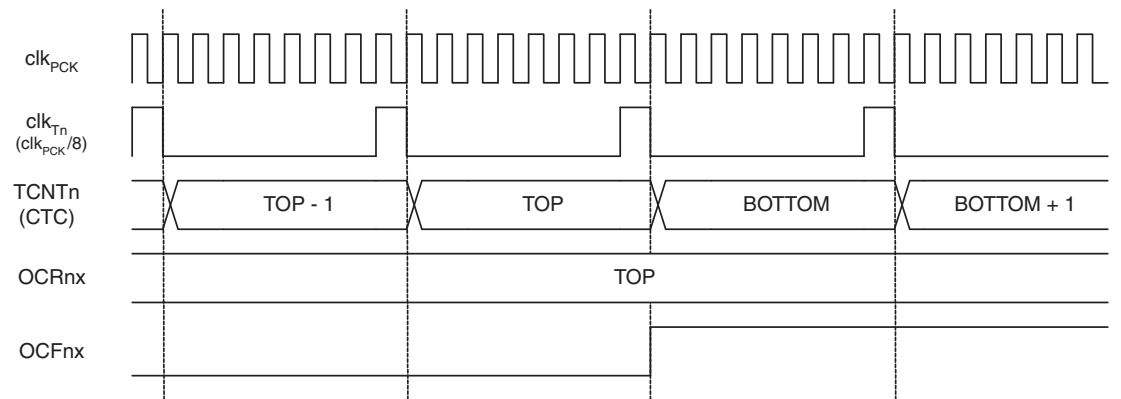 clkPCK
clkTn
(clkPCK/8)
TCNTn
(CTC)
TOP - 1
TOP
BOTTOM
BOTTOM + 1
OCRnx
TOP
OCFnx